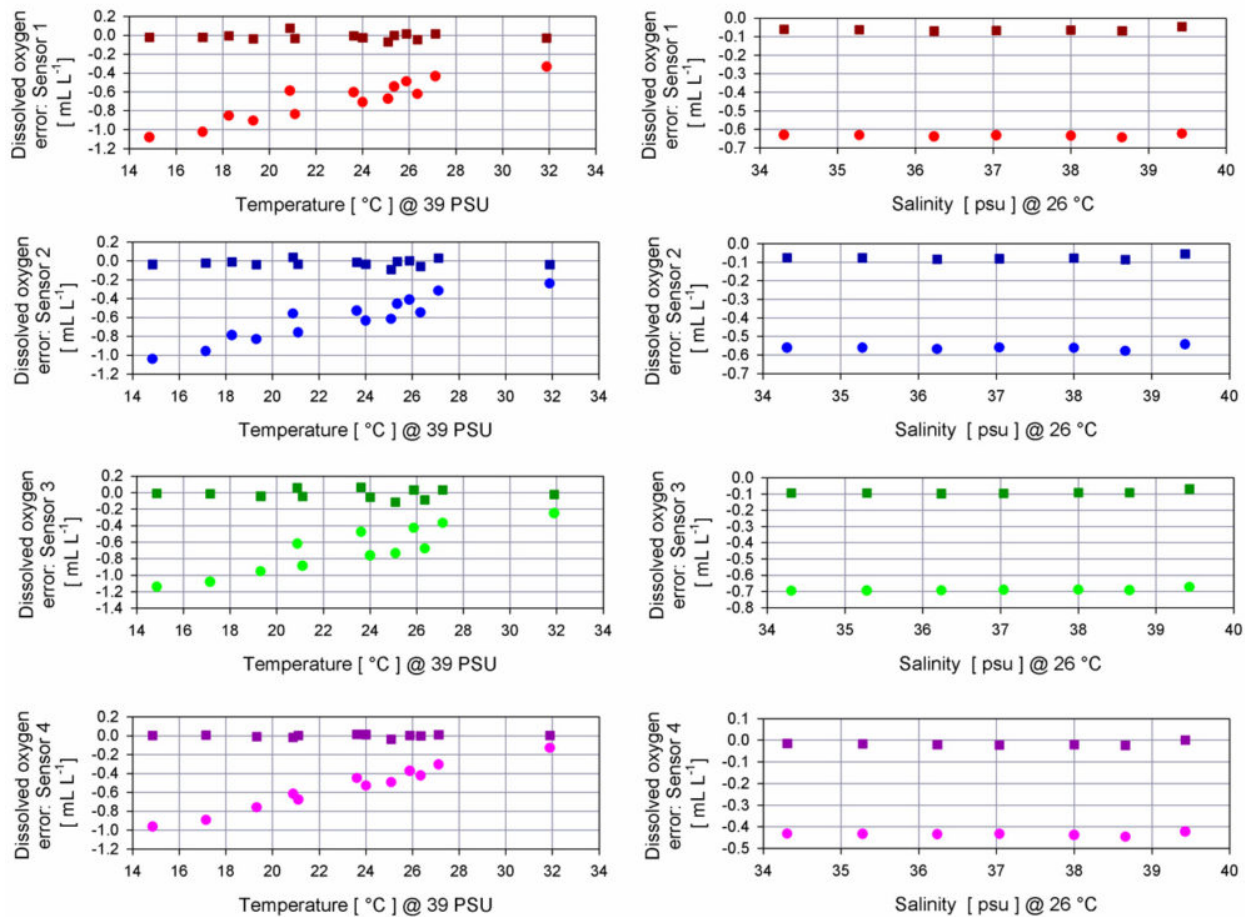 Dissolved oxygen
error: Sensor 1
[ mL L-1]
0.2
0.0
-0.2
-0.4
-0.6
-0.8
-1.0
-1.2
14 16 18 20 22 24 26 28 30 32 34
Temperature [ °C ] @ 39 PSU
Dissolved oxygen
error: Sensor 1
[ mL L-1]
-0.0
-0.1
-0.2
-0.3
-0.4
-0.5
-0.6
-0.7
34 35 36 37 38 39 40
Salinity [ psu ] @ 26 °C
Dissolved oxygen
error: Sensor 2
[ mL L-1]
0.2
0.0
-0.2
-0.4
-0.6
-0.8
-1.0
-1.2
14 16 18 20 22 24 26 28 30 32 34
Temperature [ °C ] @ 39 PSU
Dissolved oxygen
error: Sensor 2
[ mL L-1]
-0.0
-0.1
-0.2
-0.3
-0.4
-0.5
-0.6
-0.7
34 35 36 37 38 39 40
Salinity [ psu ] @ 26 °C
Dissolved oxygen
error: Sensor 3
[ mL L-1]
0.2
0.0
-0.2
-0.4
-0.6
-0.8
-1.0
-1.2
-1.4
14 16 18 20 22 24 26 28 30 32 34
Temperature [ °C ] @ 39 PSU
Dissolved oxygen
error: Sensor 3
[ mL L-1]
-0.0
-0.1
-0.2
-0.3
-0.4
-0.5
-0.6
-0.7
-0.8
34 35 36 37 38 39 40
Salinity [ psu ] @ 26 °C
Dissolved oxygen
error: Sensor 4
[ mL L-1]
0.2
0.0
-0.2
-0.4
-0.6
-0.8
-1.0
-1.2
14 16 18 20 22 24 26 28 30 32 34
Temperature [ °C ] @ 39 PSU
Dissolved oxygen
error: Sensor 4
[ mL L-1]
0.1
0.0
-0.1
-0.2
-0.3
-0.4
-0.5
34 35 36 37 38 39 40
Salinity [ psu ] @ 26 °C